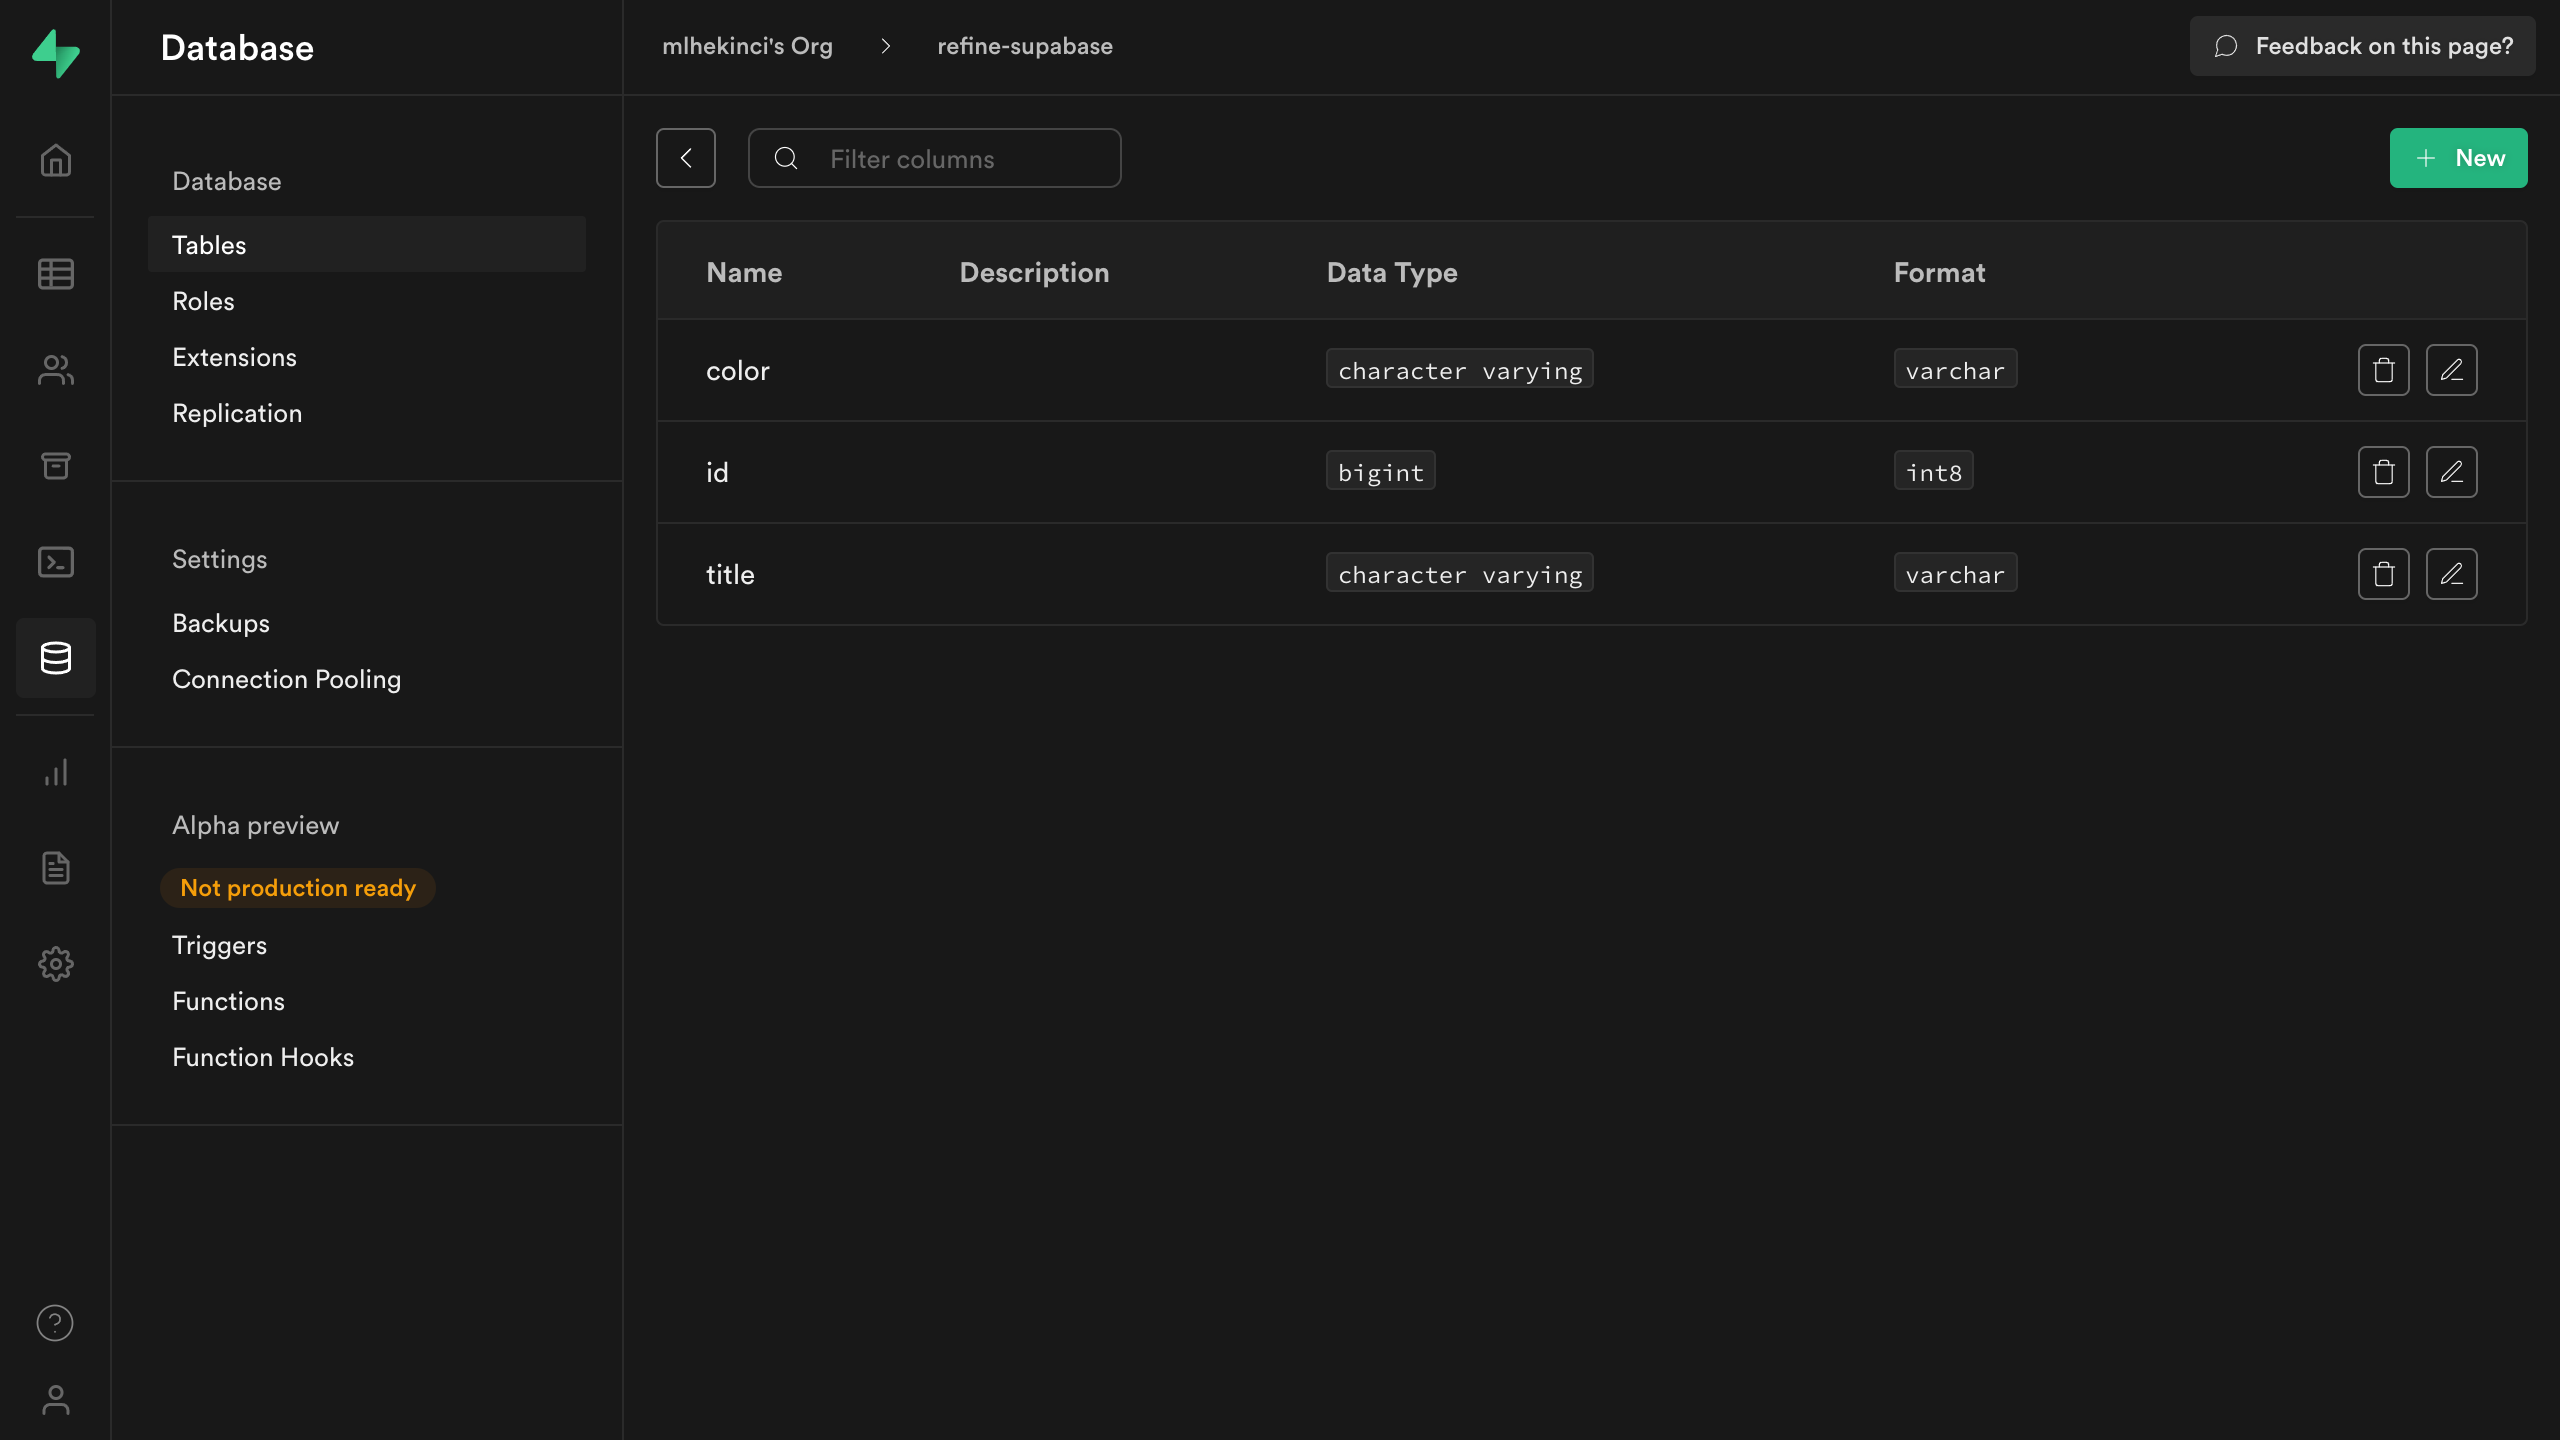 Database
mlhekinci's Org
refine-supabase
Feedback on this page?
Database
Tables
Roles
Extensions
Replication
Settings
Backups
Connection Pooling
Alpha preview
Not production ready
Triggers
Functions
Function Hooks
Filter columns
New
Name Description Data Type Format
color character varying varchar
id bigint int8
title character varying varchar
?